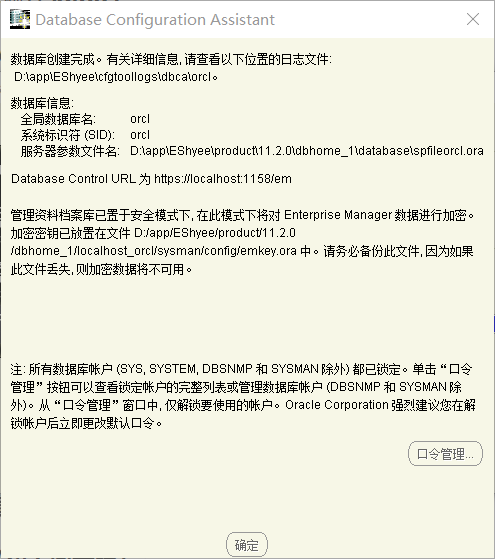 Database Configuration Assistant
数据库创建完成。有关详细信息, 请查看以下位置的日志文件:
D:\app\EShyee\cfgtoollogs\dbca\orcl。
数据库信息:
全局数据库名: orcl
系统标识符 (SID): orcl
服务器参数文件名: D:\app\EShyee\product\11.2.0\dbhome_1\database\spfileorcl.ora
Database Control URL 为 https://localhost:1158/em
管理资料档案库已置于安全模式下, 在此模式下将对 Enterprise Manager 数据进行加密。
加密密钥已放置在文件 D:/app/EShyee/product/11.2.0
/dbhome_1/localhost_orcl/sysman/config/emkey.ora 中。请务必备份此文件, 因为如果
此文件丢失, 则加密数据将不可用。
注: 所有数据库帐户 (SYS, SYSTEM, DBSNMP 和 SYSMAN 除外) 都已锁定。单击“口令
管理”按钮可以查看锁定帐户的完整列表或管理数据库帐户 (DBSNMP 和 SYSMAN 除
外)。从“口令管理”窗口中, 仅解锁要使用的帐户。Oracle Corporation 强烈建议您在解
锁帐户后立即更改默认口令。
口令管理...
确定